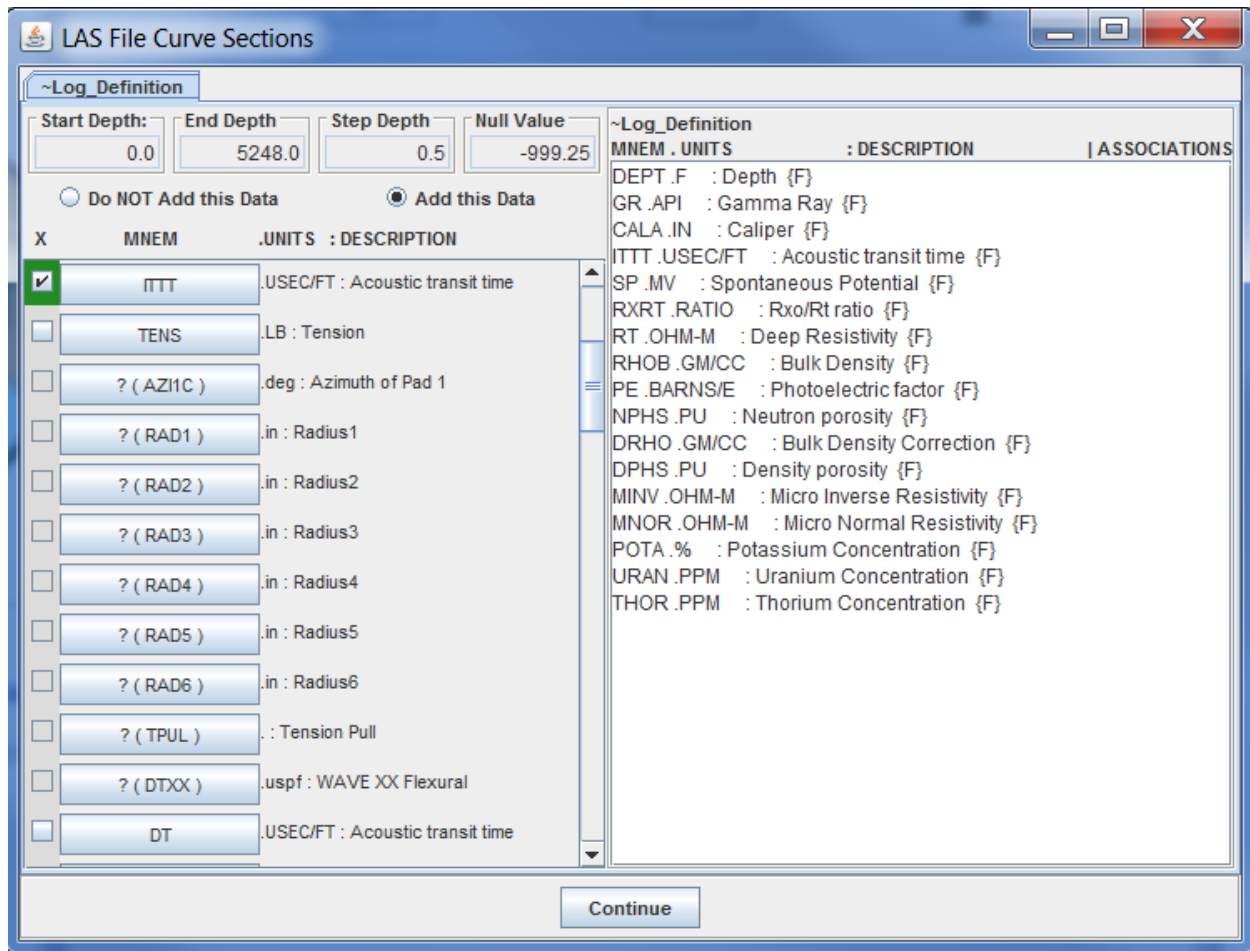 LAS File Curve Sections
~Log_Definition
Start Depth: End Depth Step Depth Null Value
0.0 5248.0 0.5 -999.25
Do NOT Add this Data Add this Data
X MNEM .UNITS : DESCRIPTION
ITTT .USEC/FT : Acoustic transit time
TENS .LB : Tension
? ( AZI1C ) .deg : Azimuth of Pad 1
? ( RAD1 ) .in : Radius1
? ( RAD2 ) .in : Radius2
? ( RAD3 ) .in : Radius3
? ( RAD4 ) .in : Radius4
? ( RAD5 ) .in : Radius5
? ( RAD6 ) .in : Radius6
? ( TPUL ) . : Tension Pull
? ( DTXX ) .uspf : WAVE XX Flexural
DT .USEC/FT : Acoustic transit time
~Log_Definition
MNEM . UNITS : DESCRIPTION | ASSOCIATIONS
DEPT .F : Depth {F}
GR .API : Gamma Ray {F}
CALA .IN : Caliper {F}
ITTT .USEC/FT : Acoustic transit time {F}
SP .MV : Spontaneous Potential {F}
RXRT .RATIO : Rxo/Rt ratio {F}
RT .OHM-M : Deep Resistivity {F}
RHOB .GM/CC : Bulk Density {F}
PE .BARNS/E : Photoelectric factor {F}
NPHS .PU : Neutron porosity {F}
DRHO .GM/CC : Bulk Density Correction {F}
DPHS .PU : Density porosity {F}
MINV .OHM-M : Micro Inverse Resistivity {F}
MNOR .OHM-M : Micro Normal Resistivity {F}
POTA .% : Potassium Concentration {F}
URAN .PPM : Uranium Concentration {F}
THOR .PPM : Thorium Concentration {F}
Continue